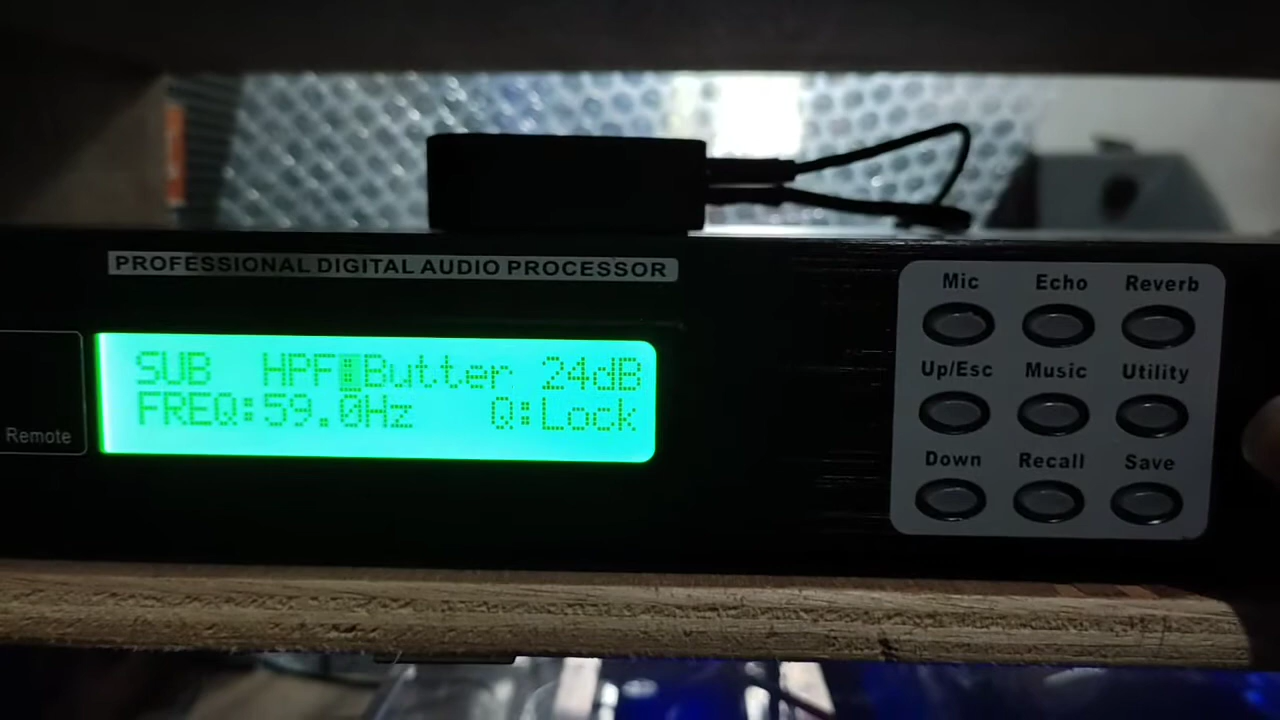 PROFESSIONAL DIGITAL AUDIO PROCESSOR
SUB HPF:Butter 24dB
FREQ:59.0Hz Q:Lock
Remote
Mic Echo Reverb
Up/Esc Music Utility
Down Recall Save